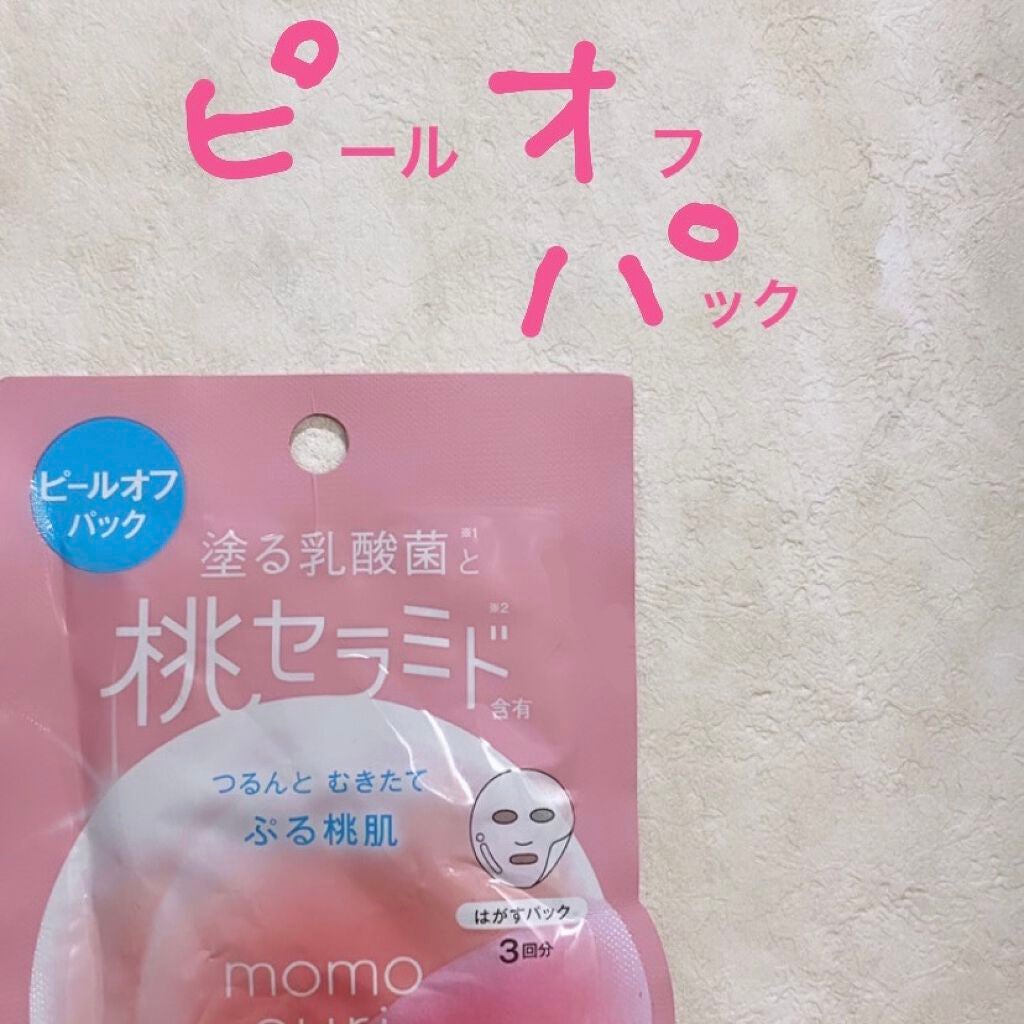 ピール オフ
パック
ピールオフ
パック
塗る乳酸菌※1と
桃セラミド※2
含有
つるんと むきたて
ぷる桃肌
はがすパック
3回分
momo